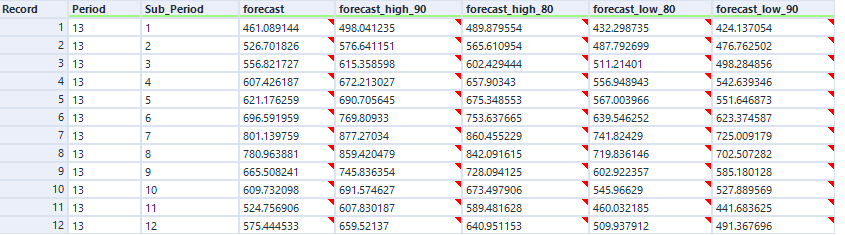 Record Period Sub_Period forecast forecast_high_90 forecast_high_80 forecast_low_80 forecast_low_90
1 13 1 461.089144 498.041235 489.879554 432.298735 424.137054
2 13 2 526.701826 576.641151 565.610954 487.792699 476.762502
3 13 3 556.821727 615.358598 602.429444 511.21401 498.284856
4 13 4 607.426187 672.213027 657.90343 556.948943 542.639346
5 13 5 621.176259 690.705645 675.348553 567.003966 551.646873
6 13 6 696.591959 769.80933 753.637665 639.546252 623.374587
7 13 7 801.139759 877.27034 860.455229 741.82429 725.009179
8 13 8 780.963881 859.420479 842.091615 719.836146 702.507282
9 13 9 665.508241 745.836354 728.094125 602.922357 585.180128
10 13 10 609.732098 691.574627 673.497906 545.96629 527.889569
11 13 11 524.756906 607.830187 589.481628 460.032185 441.683625
12 13 12 575.444533 659.52137 640.951153 509.937912 491.367696